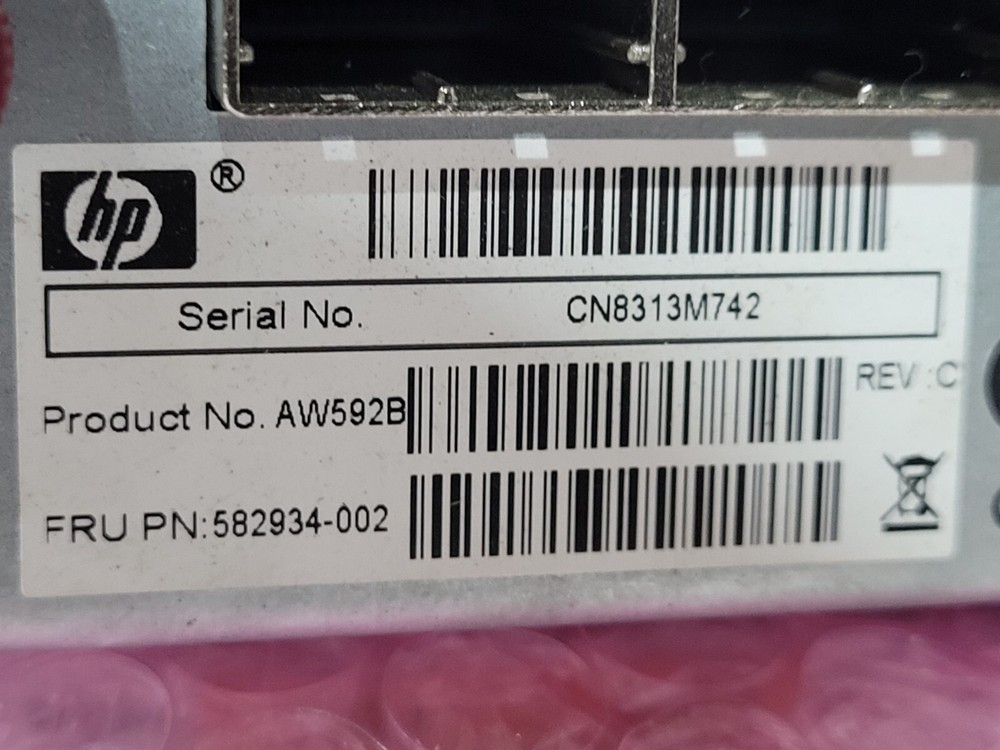 hp ®
Serial No. CN8313M742
Product No. AW592B REV :C
FRU PN:582934-002